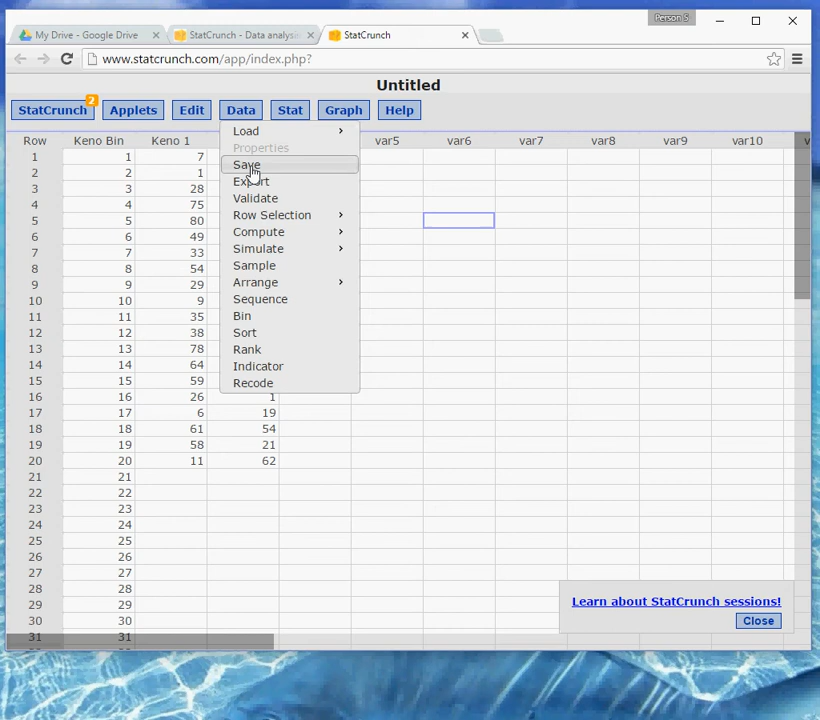 Person 5
My Drive - Google Drive
StatCrunch - Data analysis
StatCrunch
www.statcrunch.com/app/index.php?
Untitled
StatCrunch 2 Applets Edit Data Stat Graph Help
Row Keno Bin Keno 1 var5 var6 var7 var8 var9 var10 v
Load
Properties
Save
Export
Validate
Row Selection
Compute
Simulate
Sample
Arrange
Sequence
Bin
Sort
Rank
Indicator
Recode
1 1 7
2 2 1
3 3 28
4 4 75
5 5 80
6 6 49
7 7 33
8 8 54
9 9 29
10 10 9
11 11 35
12 12 38
13 13 78
14 14 64
15 15 59
16 16 26 1
17 17 6 19
18 18 61 54
19 19 58 21
20 20 11 62
21 21
22 22
23 23
24 24
25 25
26 26
27 27
28 28
29 29
30 30
31 31
Learn about StatCrunch sessions!
Close